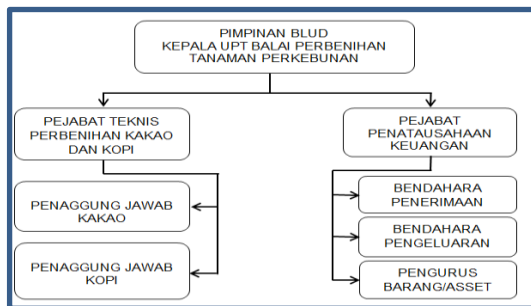 PIMPINAN BLUD
KEPALA UPT BALAI PERBENIHAN
TANAMAN PERKEBUNAN
PEJABAT TEKNIS
PERBENIHAN KAKAO
DAN KOPI
PEJABAT
PENATAUSAHAAN
KEUANGAN
PENAGGUNG JAWAB
KAKAO
PENAGGUNG JAWAB
KOPI
BENDAHARA
PENERIMAAN
BENDAHARA
PENGELUARAN
PENGURUS
BARANG/ASSET